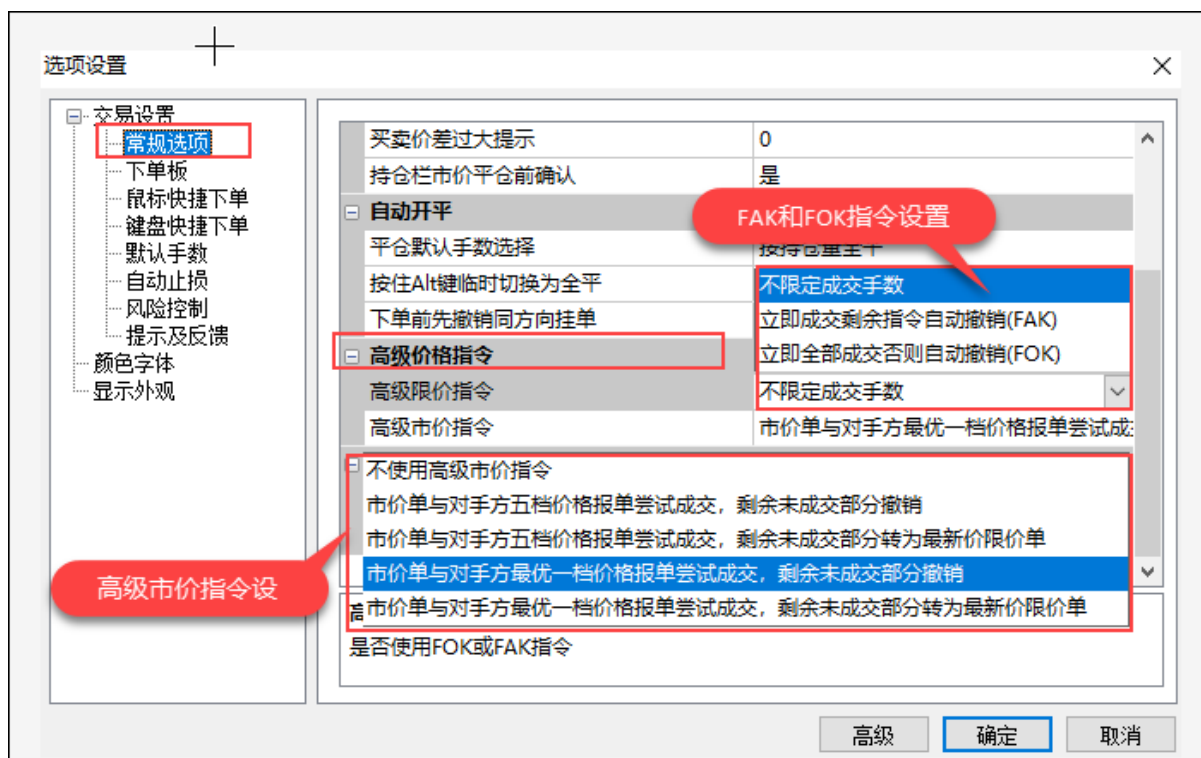 选项设置
交易设置
常规选项
下单板
鼠标快捷下单
键盘快捷下单
默认手数
自动止损
风险控制
提示及反馈
颜色字体
显示外观
买卖价差过大提示 0
持仓栏市价平仓前确认 是
自动开平
FAK和FOK指令设置
平仓默认手数选择 按持仓量全平
按住Alt键临时切换为全平 不限定成交手数
下单前先撤销同方向挂单 立即成交剩余指令自动撤销(FAK)
高级价格指令 立即全部成交否则自动撤销(FOK)
高级限价指令 不限定成交手数
高级市价指令 市价单与对手方最优一档价格报单尝试成
不使用高级市价指令
市价单与对手方五档价格报单尝试成交，剩余未成交部分撤销
市价单与对手方五档价格报单尝试成交，剩余未成交部分转为最新价限价单
市价单与对手方最优一档价格报单尝试成交，剩余未成交部分撤销
高级市价指令设
市价单与对手方最优一档价格报单尝试成交，剩余未成交部分转为最新价限价单
是否使用FOK或FAK指令
高级 确定 取消